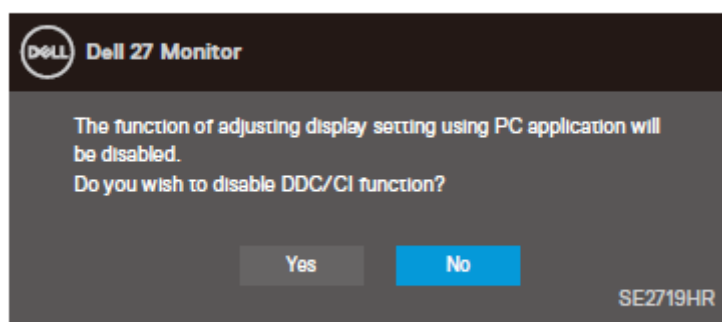 DELL
Dell 27 Monitor
The function of adjusting display setting using PC application will
be disabled.
Do you wish to disable DDC/CI function?
Yes
No
SE2719HR